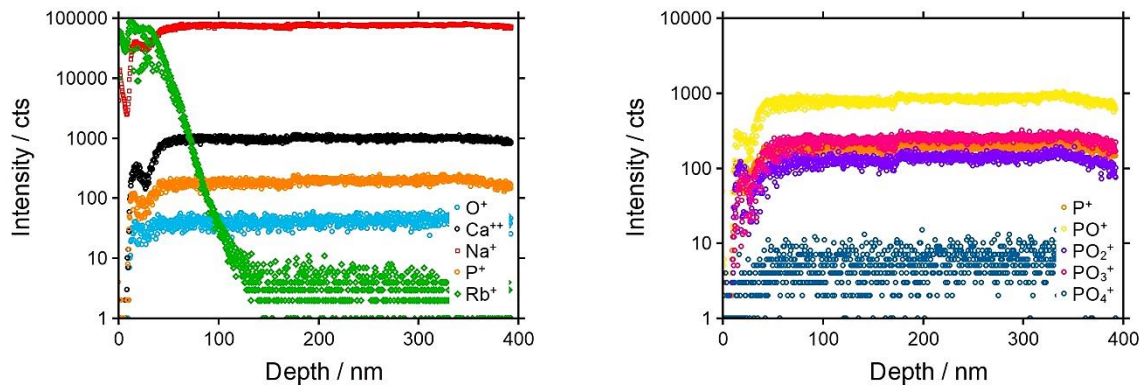 100000
10000
1000
100
10
1
Intensity / cts
O⁺
Ca⁺⁺
Na⁺
P⁺
Rb⁺
0 100 200 300 400
Depth / nm
10000
1000
100
10
1
Intensity / cts
P⁺
PO⁺
PO₂⁺
PO₃⁺
PO₄⁺
0 100 200 300 400
Depth / nm